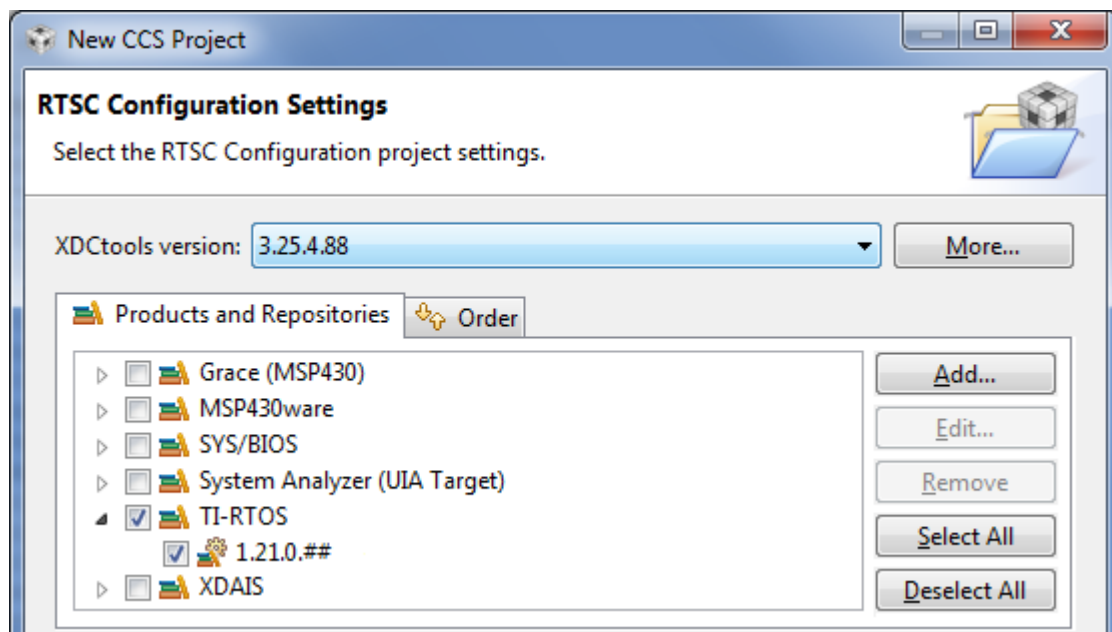 New CCS Project
RTSC Configuration Settings
Select the RTSC Configuration project settings.
XDCtools version: 3.25.4.88 More...
Products and Repositories Order
Grace (MSP430)
MSP430ware
SYS/BIOS
System Analyzer (UIA Target)
TI-RTOS
1.21.0.##
XDAIS
Add...
Edit...
Remove
Select All
Deselect All